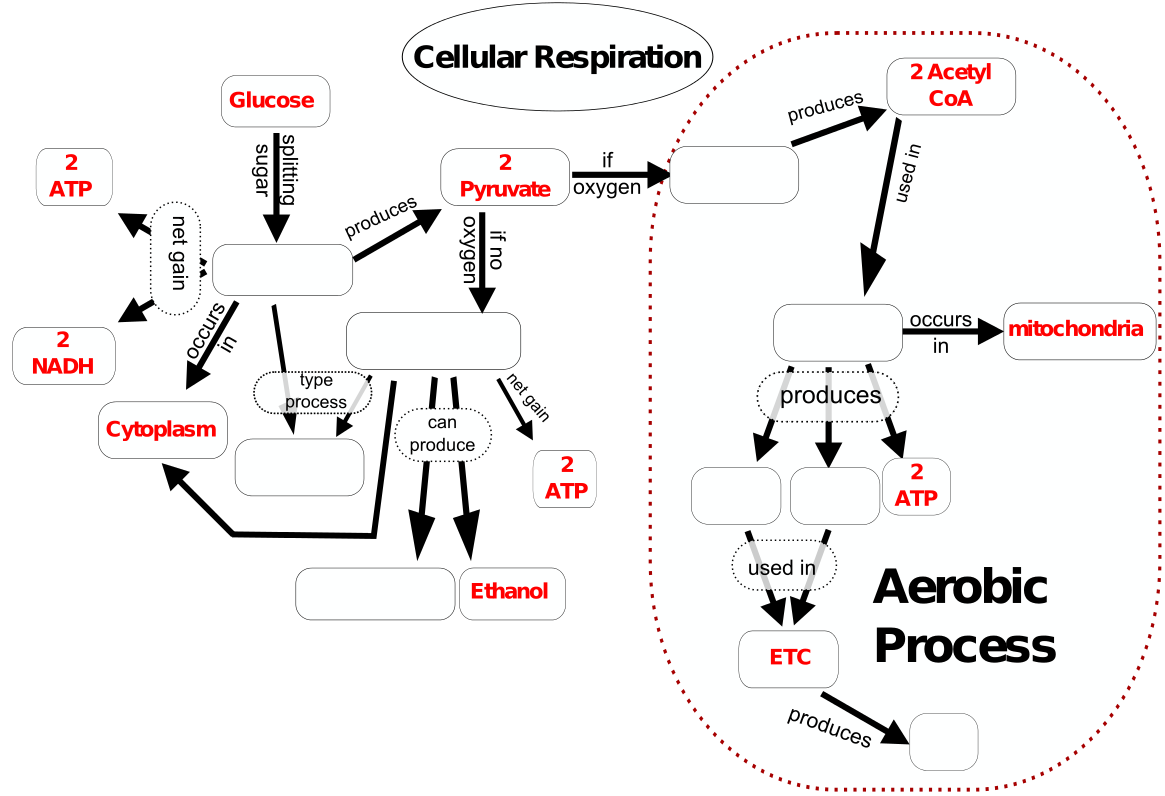 Cellular Respiration
2 Acetyl
CoA
Glucose
produces
splitting
sugar
2
ATP
2
Pyruvate
if
oxygen
used in
produces
net gain
if no
oxygen
occurs
in
2
NADH
occurs
in
mitochondria
type
process
net gain
produces
Cytoplasm
can
produce
2
ATP
2
ATP
used in
Ethanol
Aerobic
Process
ETC
produces